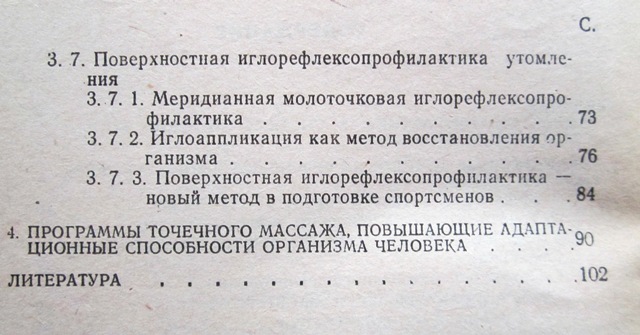 С.
3. 7. Поверхностная иглорефлексопрофилактика утомле-
ния
3. 7. 1. Меридианная молоточковая иглорефлексопро-
филактика . . . . . . . . . . 73
3. 7. 2. Иглоаппликация как метод восстановления ор-
ганизма . . . . . . . . . . . 76
3. 7. 3. Поверхностная иглорефлексопрофилактика —
новый метод в подготовке спортсменов . . . 84
4. ПРОГРАММЫ ТОЧЕЧНОГО МАССАЖА, ПОВЫШАЮЩИЕ АДАПТА-
ЦИОННЫЕ СПОСОБНОСТИ ОРГАНИЗМА ЧЕЛОВЕКА . . . . 90
ЛИТЕРАТУРА . . . . . . . . . . . . 102